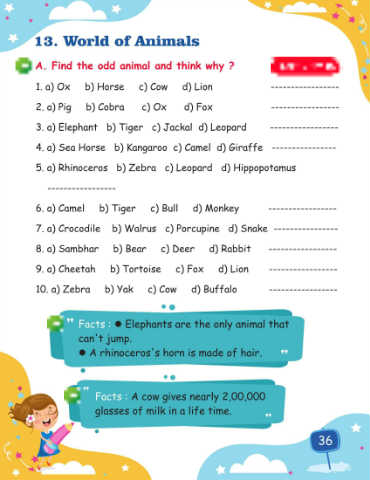 13. World of Animals
A. Find the odd animal and think why ?
1. a) Ox b) Horse c) Cow d) Lion ----------------
2. a) Pig b) Cobra c) Ox d) Fox ----------------
3. a) Elephant b) Tiger c) Jackal d) Leopard ----------------
4. a) Sea Horse b) Kangaroo c) Camel d) Giraffe ---------------
5. a) Rhinoceros b) Zebra c) Leopard d) Hippopotamus
----------------
6. a) Camel b) Tiger c) Bull d) Monkey ----------------
7. a) Crocodile b) Walrus c) Porcupine d) Snake ---------------
8. a) Sambhar b) Bear c) Deer d) Rabbit ----------------
9. a) Cheetah b) Tortoise c) Fox d) Lion ----------------
10. a) Zebra b) Yak c) Cow d) Buffalo ----------------
" Facts : ● Elephants are the only animal that
can't jump.
● A rhinoceros's horn is made of hair. "
" Facts : A cow gives nearly 2,00,000
glasses of milk in a life time. "
36